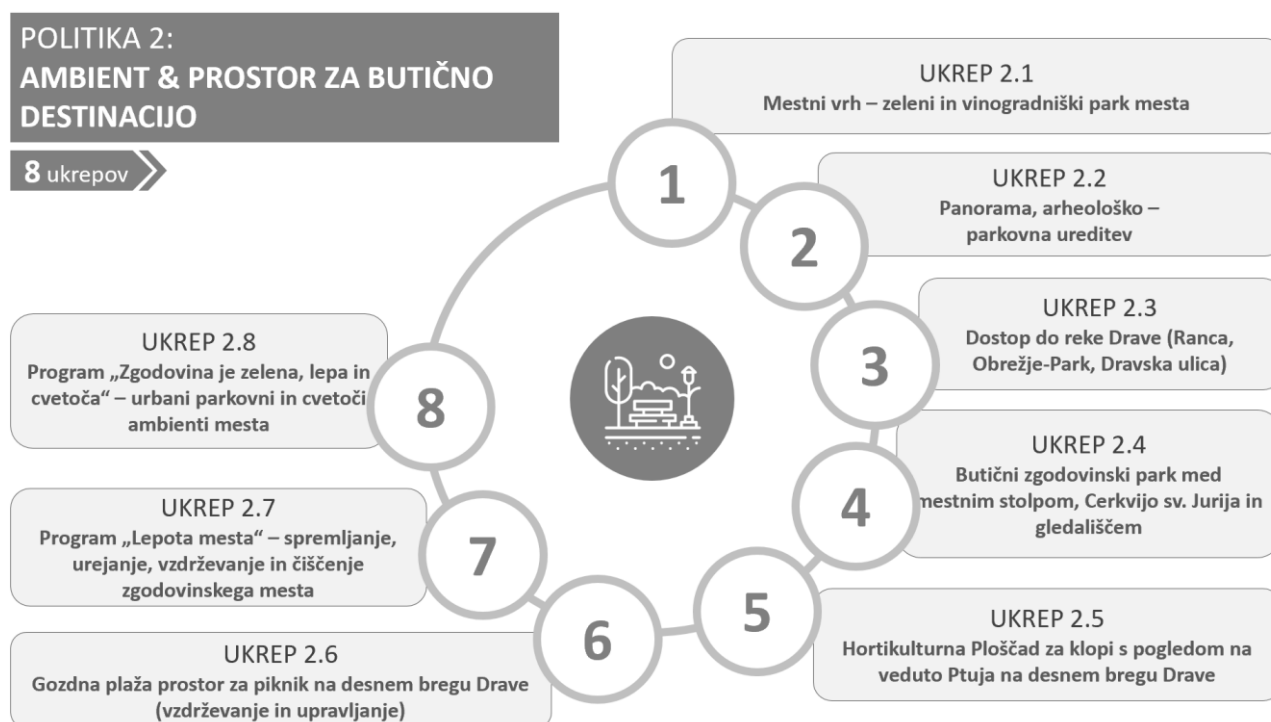 POLITIKA 2:
AMBIENT & PROSTOR ZA BUTIČNO
DESTINACIJO
8 ukrepov
1
UKREP 2.1
Mestni vrh – zeleni in vinogradniški park mesta
2
UKREP 2.2
Panorama, arheološko –
parkovna ureditev
3
UKREP 2.3
Dostop do reke Drave (Ranca,
Obrežje-Park, Dravska ulica)
4
UKREP 2.4
Butični zgodovinski park med
mestnim stolpom, Cerkvijo sv. Jurija in
gledališčem
5
UKREP 2.5
Hortikulturna Ploščad za klopi s pogledom na
veduto Ptuja na desnem bregu Drave
6
UKREP 2.6
Gozdna plaža prostor za piknik na desnem bregu Drave
(vzdrževanje in upravljanje)
7
UKREP 2.7
Program „Lepota mesta“ – spremljanje,
urejanje, vzdrževanje in čiščenje
zgodovinskega mesta
8
UKREP 2.8
Program „Zgodovina je zelena, lepa in
cvetoča“ – urbani parkovni in cvetoči
ambienti mesta